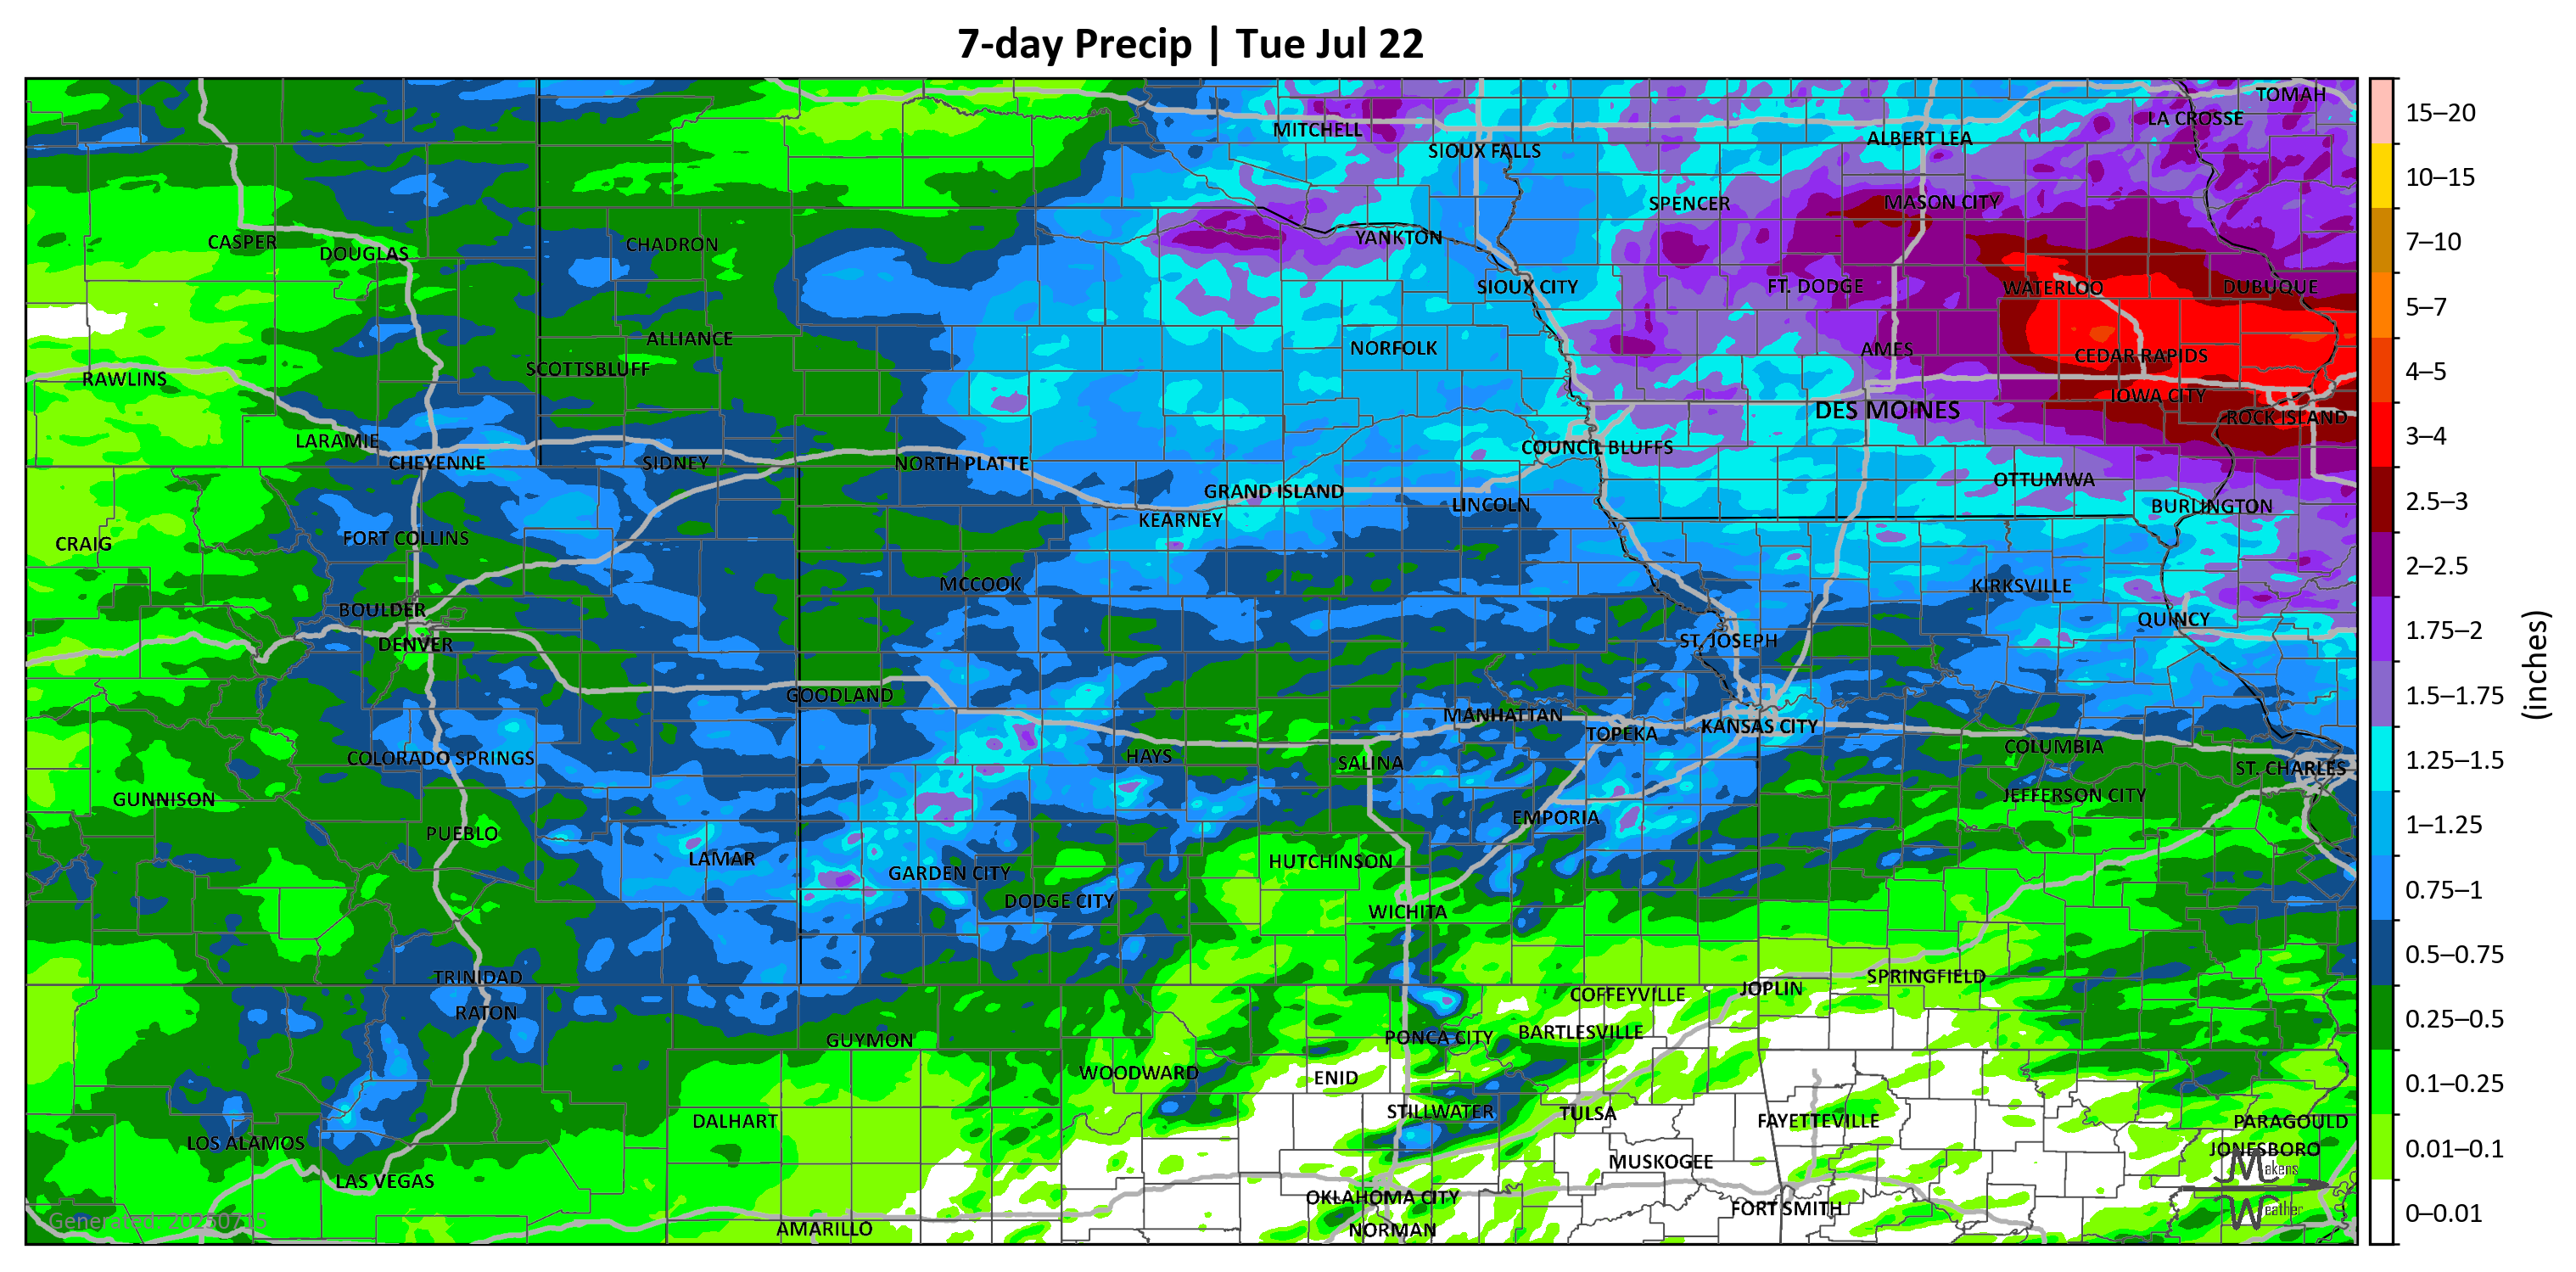 7-day Precip | Tue Jul 22
TOMAH
LA CROSSE
MITCHELL
ALBERT LEA
SIOUX FALLS
SPENCER
MASON CITY
CASPER
CHADRON
YANKTON
DOUGLAS
SIOUX CITY
FT. DODGE
WATERLOO
DUBUQUE
ALLIANCE
NORFOLK
AMES
CEDAR RAPIDS
SCOTTSBLUFF
RAWLINS
IOWA CITY
DES MOINES
ROCK ISLAND
LARAMIE
COUNCIL BLUFFS
CHEYENNE
SIDNEY
NORTH PLATTE
OTTUMWA
GRAND ISLAND
LINCOLN
BURLINGTON
KEARNEY
CRAIG
FORT COLLINS
MCCOOK
KIRKSVILLE
BOULDER
QUINCY
DENVER
ST. JOSEPH
GOODLAND
MANHATTAN
KANSAS CITY
TOPEKA
COLUMBIA
COLORADO SPRINGS
HAYS
SALINA
ST. CHARLES
GUNNISON
JEFFERSON CITY
EMPORIA
PUEBLO
LAMAR
HUTCHINSON
GARDEN CITY
DODGE CITY
WICHITA
TRINIDAD
SPRINGFIELD
JOPLIN
COFFEYVILLE
RATON
BARTLESVILLE
PONCA CITY
GUYMON
WOODWARD
ENID
STILLWATER
TULSA
DALHART
FAYETTEVILLE
PARAGOULD
LOS ALAMOS
JONESBORO
MUSKOGEE
LAS VEGAS
OKLAHOMA CITY
FORT SMITH
AMARILLO
NORMAN
Generated: 20250715
Makens
Weather
15–20
10–15
7–10
5–7
4–5
3–4
2.5–3
2–2.5
1.75–2
1.5–1.75
1.25–1.5
1–1.25
0.75–1
0.5–0.75
0.25–0.5
0.1–0.25
0.01–0.1
0–0.01
(inches)